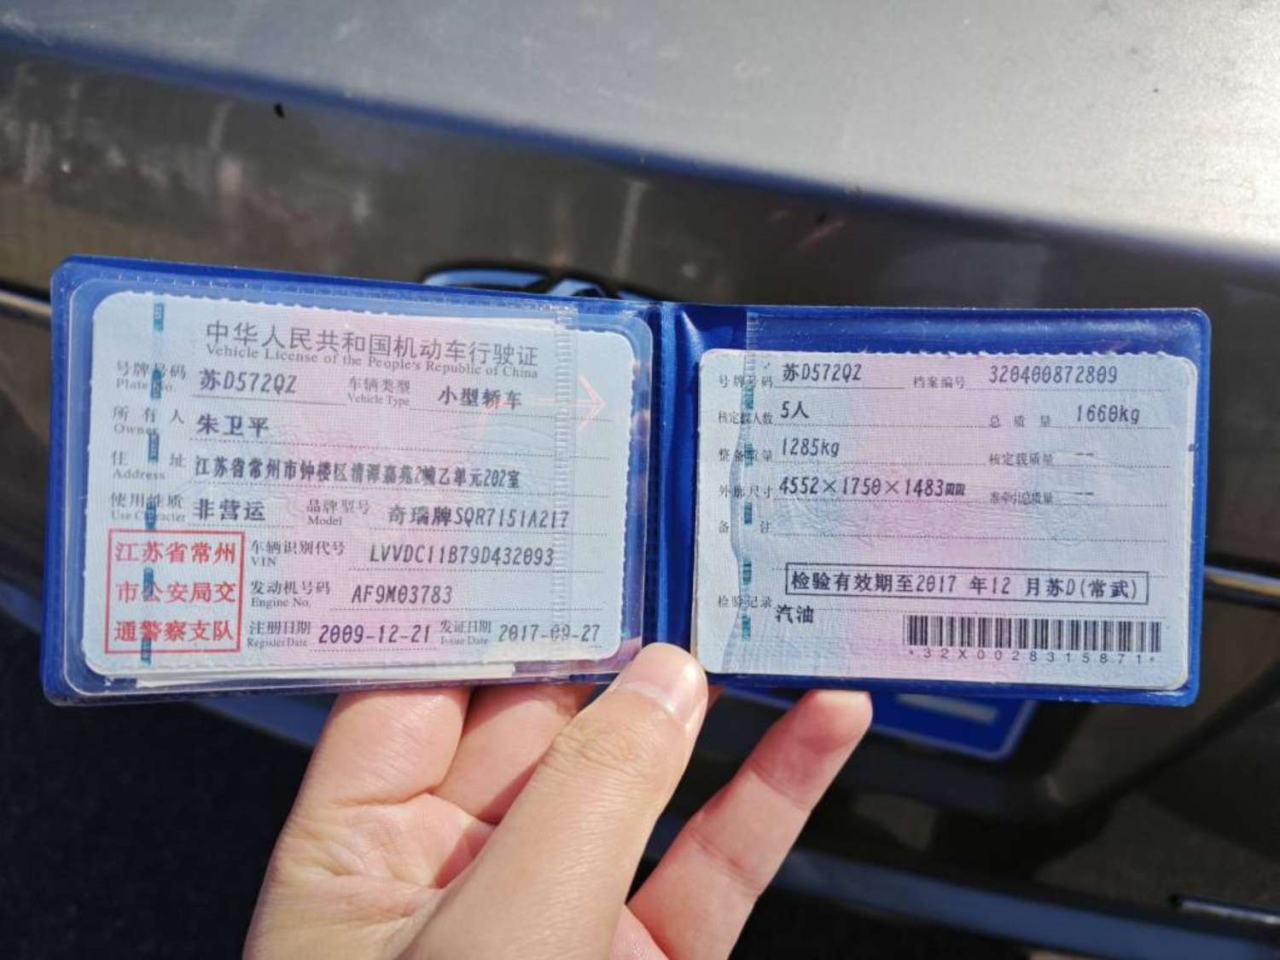 中华人民共和国机动车行驶证
Vehicle License of the People's Republic of China
号牌号码 苏D572QZ 车辆类型 小型轿车
Plate No. Vehicle Type
所有人 朱卫平
Owner
住址 江苏省常州市钟楼区清潭嘉苑2幢乙单元202室
Address
使用性质 非营运 品牌型号 奇瑞牌SQR7151A217
Use Character Model
江苏省常州
市公安局交
通警察支队
车辆识别代号 LVVDC11B79D432093
VIN
发动机号码 AF9M03783
Engine No.
注册日期 2009-12-21 发证日期 2017-09-27
Register Date Issue Date
号牌号码 苏D572QZ 档案编号 320400872809
核定载人数 5人 总质量 1660kg
整备质量 1285kg 核定载质量 --
外廓尺寸 4552×1750×1483mm 准牵引总质量 --
备注
检验有效期至2017 年12 月苏D(常武)
检验记录
汽油
*32X0028315871*